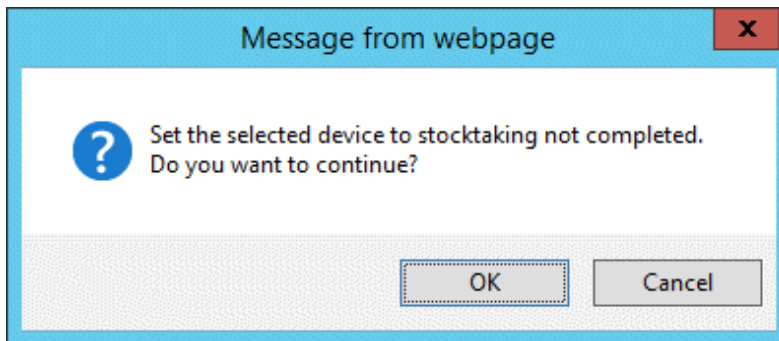 Message from webpage
x
?
Set the selected device to stocktaking not completed.
Do you want to continue?
OK
Cancel